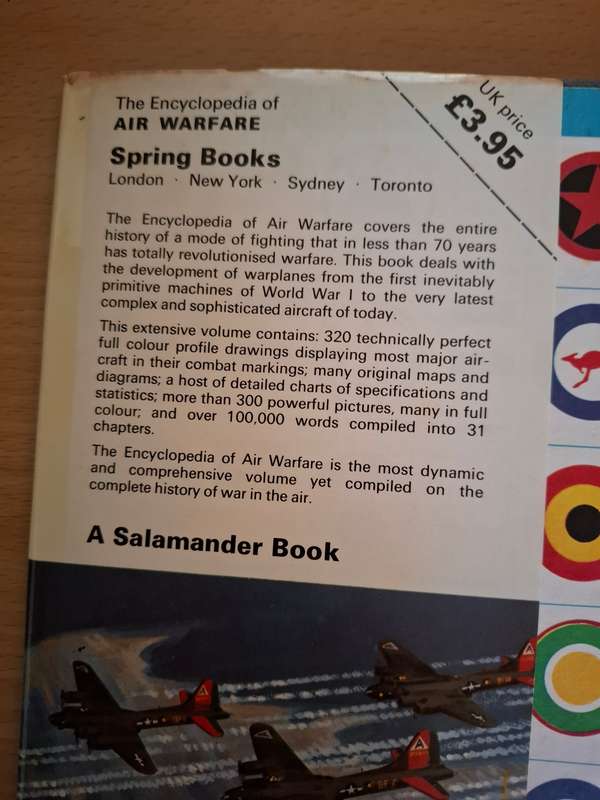 The Encyclopedia of
AIR WARFARE
UK price
£3.95
Spring Books
London · New York · Sydney · Toronto
The Encyclopedia of Air Warfare covers the entire
history of a mode of fighting that in less than 70 years
has totally revolutionised warfare. This book deals with
the development of warplanes from the first inevitably
primitive machines of World War I to the very latest
complex and sophisticated aircraft of today.
This extensive volume contains: 320 technically perfect
full colour profile drawings displaying most major air-
craft in their combat markings; many original maps and
diagrams; a host of detailed charts of specifications and
statistics; more than 300 powerful pictures, many in full
colour; and over 100,000 words compiled into 31
chapters.
The Encyclopedia of Air Warfare is the most dynamic
and comprehensive volume yet compiled on the
complete history of war in the air.
A Salamander Book